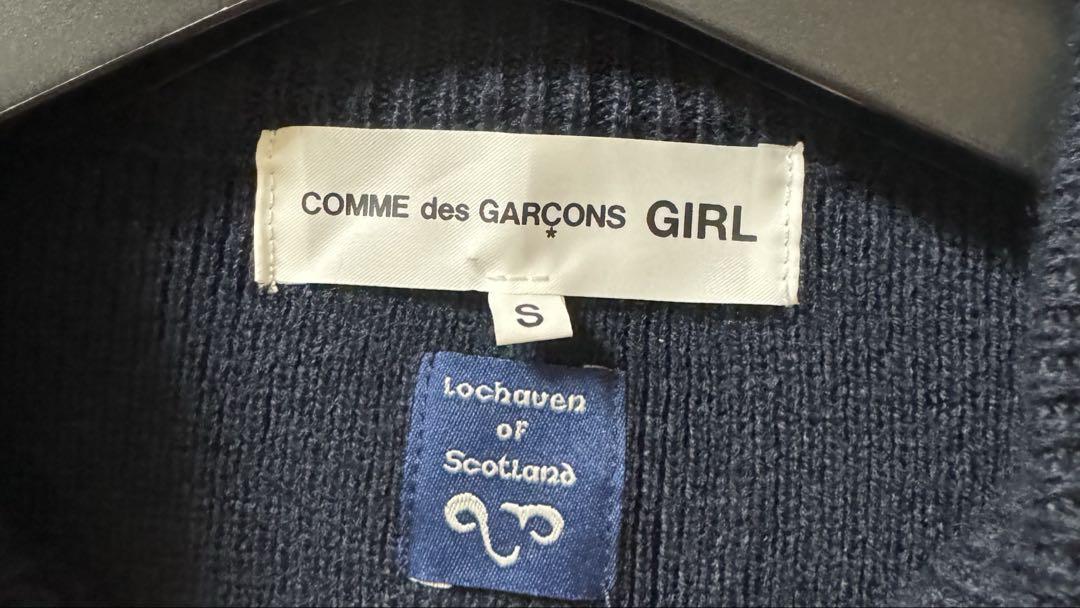 COMME des GARÇONS GIRL
*
S
Lochaven
of
Scotland